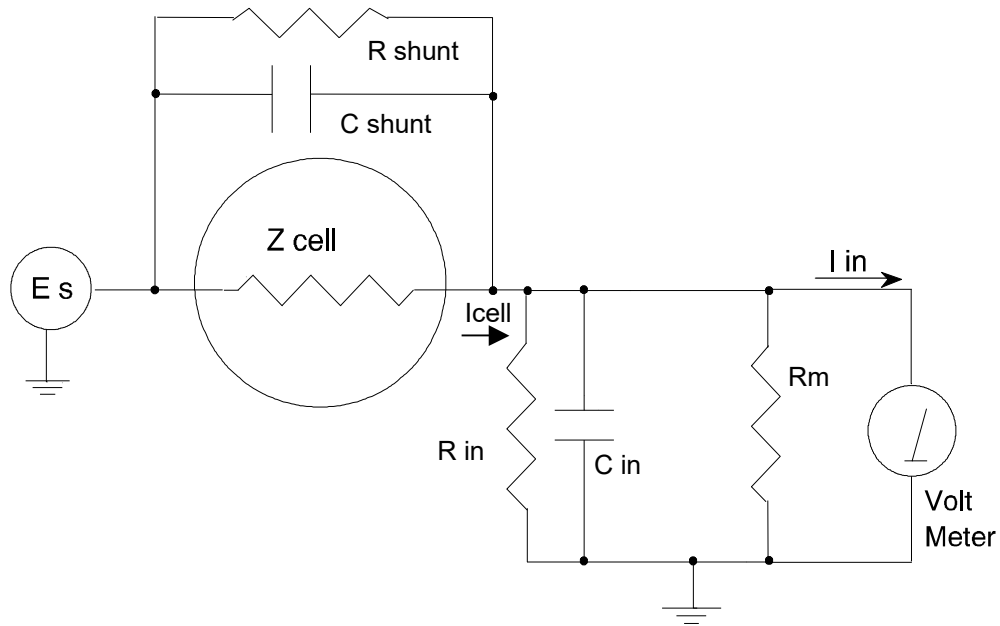 R shunt
C shunt
Z cell
E s
I in
Icell
Rm
R in
C in
Volt
Meter